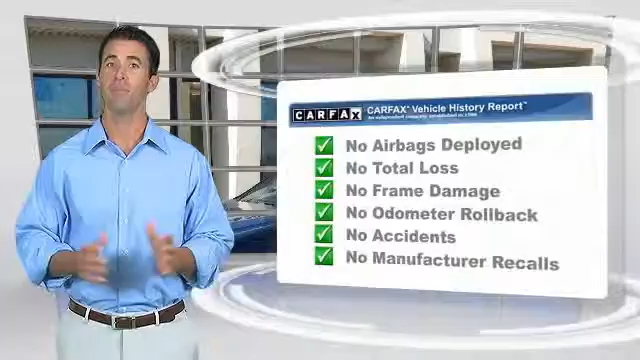 CARFAX CARFAX™ Vehicle History Report™
An independent company established in 1986
No Airbags Deployed
No Total Loss
No Frame Damage
No Odometer Rollback
No Accidents
No Manufacturer Recalls